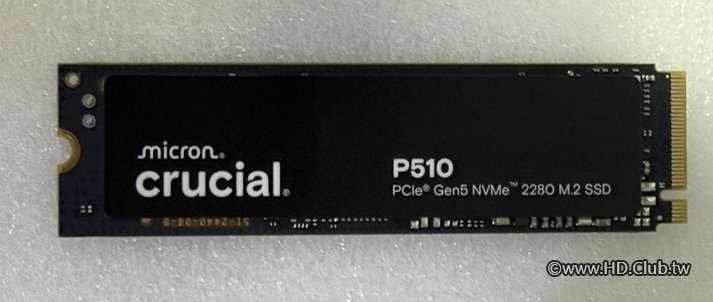 micron®
crucial®
P510
PCIe® Gen5 NVMe™ 2280 M.2 SSD
©www.HD.Club.tw